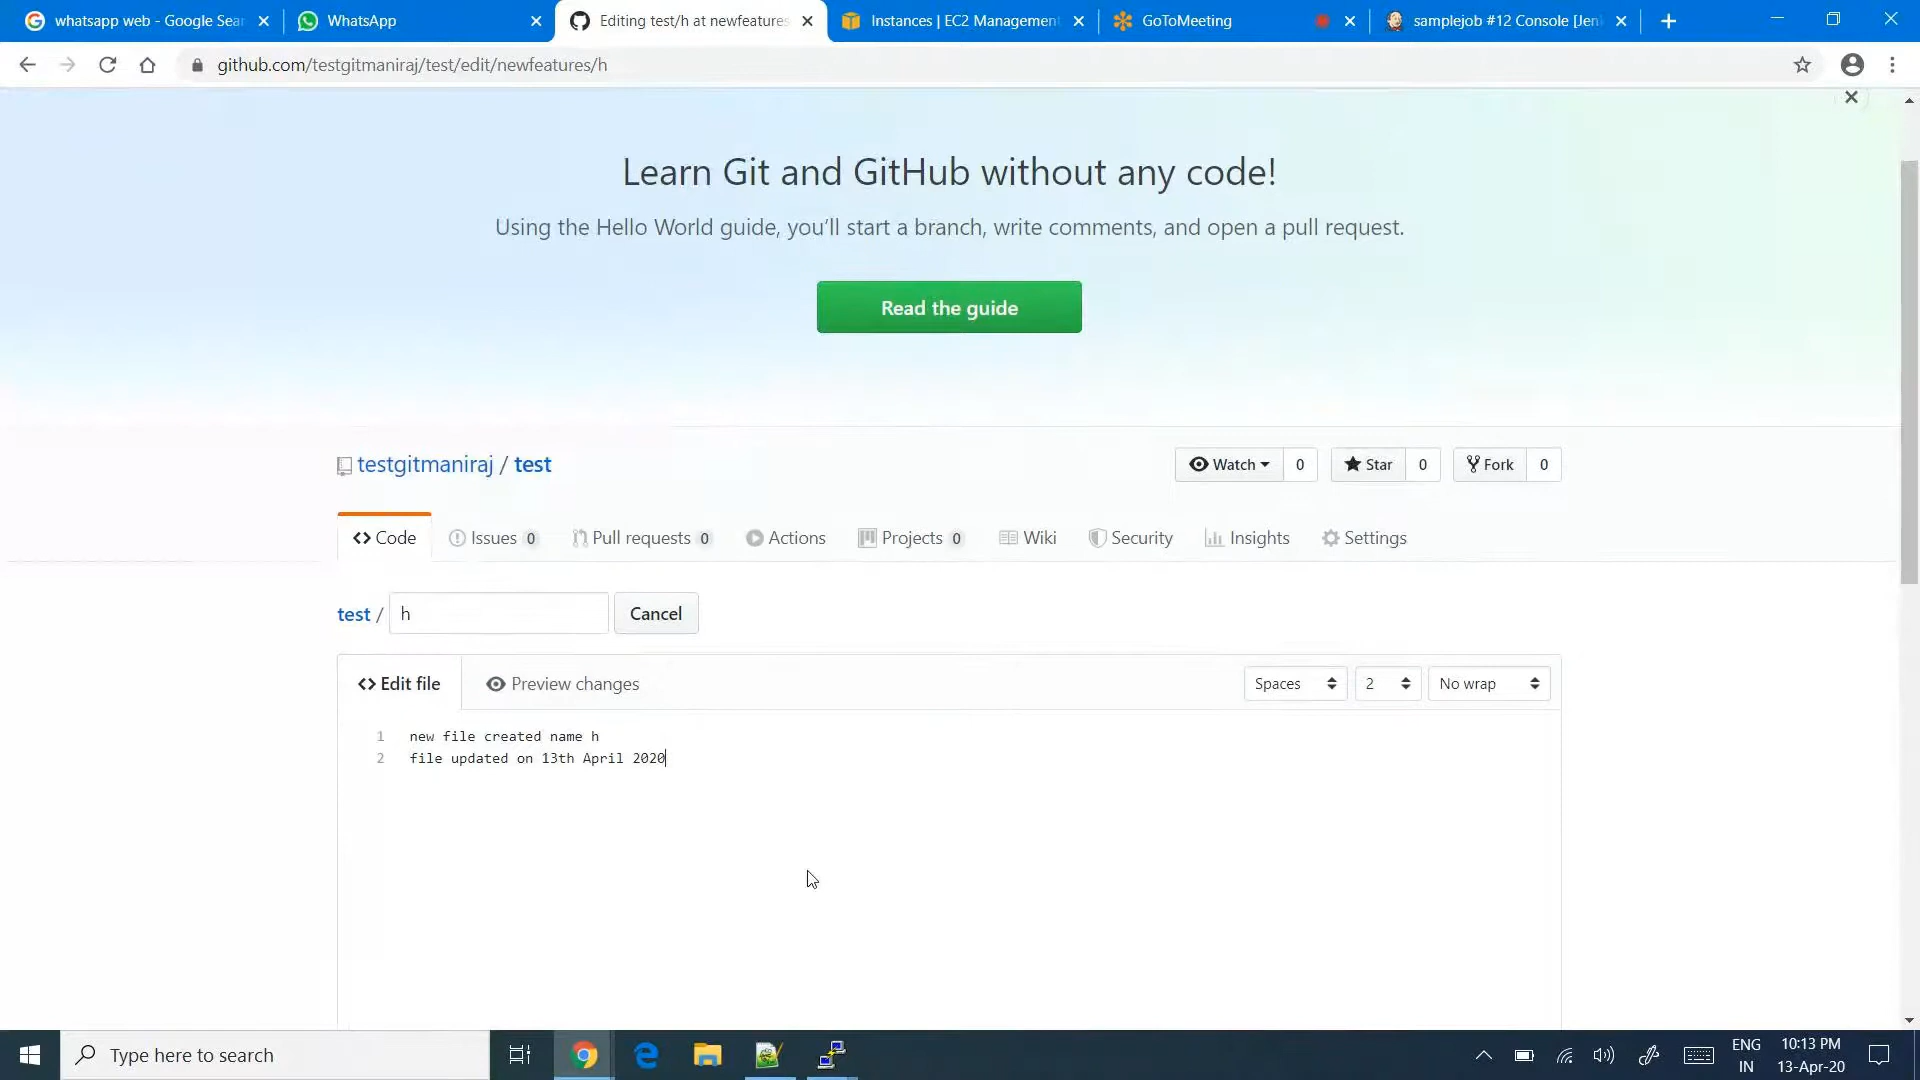 whatsapp web - Google Sear
WhatsApp
Editing test/h at newfeatures
Instances | EC2 Management
GoToMeeting
samplejob #12 Console [Jenk
github.com/testgitmaniraj/test/edit/newfeatures/h
Learn Git and GitHub without any code!
Using the Hello World guide, you’ll start a branch, write comments, and open a pull request.
Read the guide
testgitmaniraj / test
Watch 0 Star 0 Fork 0
<> Code Issues 0 Pull requests 0 Actions Projects 0 Wiki Security Insights Settings
test / h Cancel
<> Edit file Preview changes Spaces 2 No wrap
1 new file created name h
2 file updated on 13th April 2020
Type here to search
ENG
IN
10:13 PM
13-Apr-20